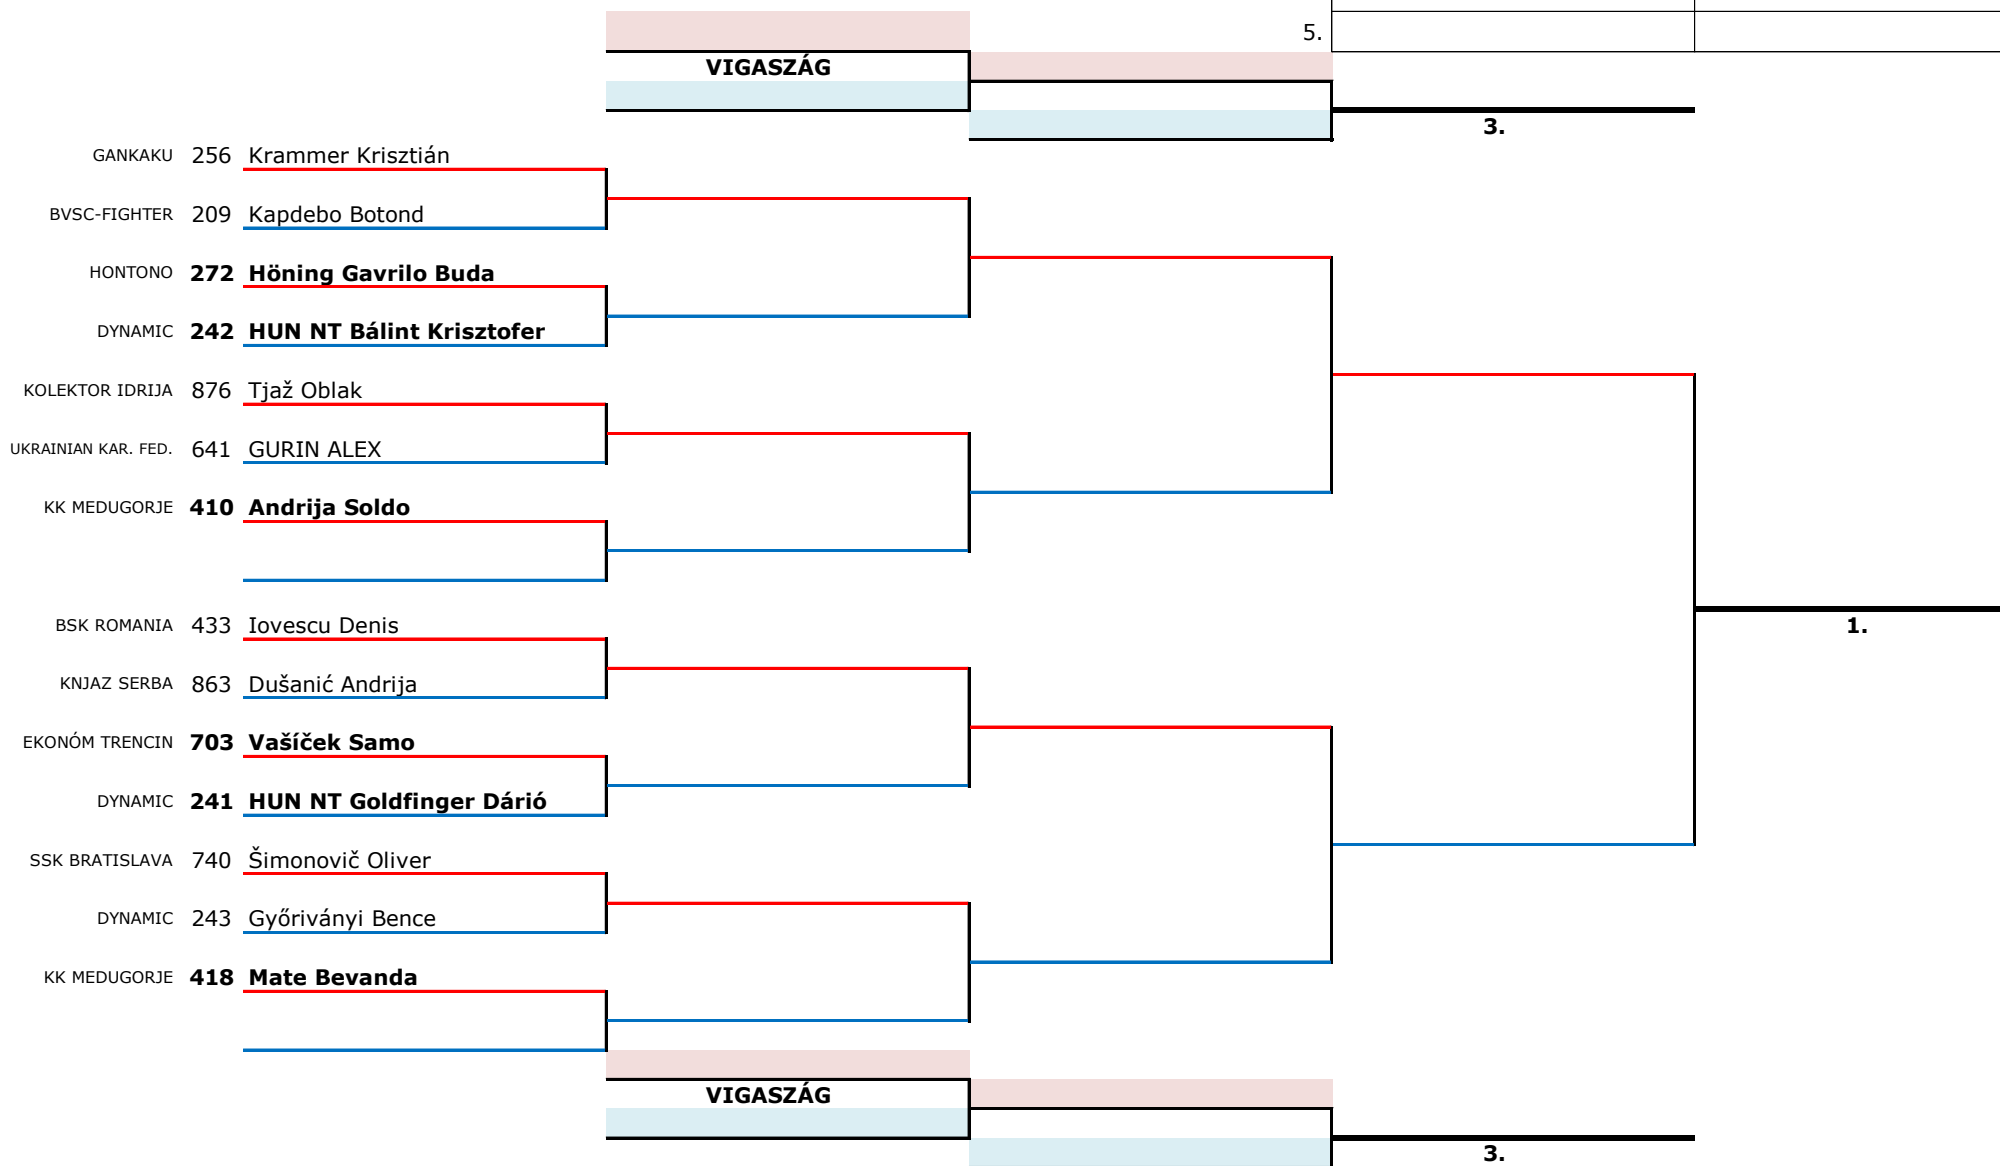 5.
VIGASZÁG
3.
GANKAKU 256 Krammer Krisztián
BVSC-FIGHTER 209 Kapdebo Botond
HONTONO 272 Höning Gavrilo Buda
DYNAMIC 242 HUN NT Bálint Krisztofer
KOLEKTOR IDRIJA 876 Tjaž Oblak
UKRAINIAN KAR. FED. 641 GURIN ALEX
KK MEDUGORJE 410 Andrija Soldo
BSK ROMANIA 433 Iovescu Denis
1.
KNJAZ SERBA 863 Dušanić Andrija
EKONÓM TRENCIN 703 Vašíček Samo
DYNAMIC 241 HUN NT Goldfinger Dárió
SSK BRATISLAVA 740 Šimonovič Oliver
DYNAMIC 243 Győriványi Bence
KK MEDUGORJE 418 Mate Bevanda
VIGASZÁG
3.